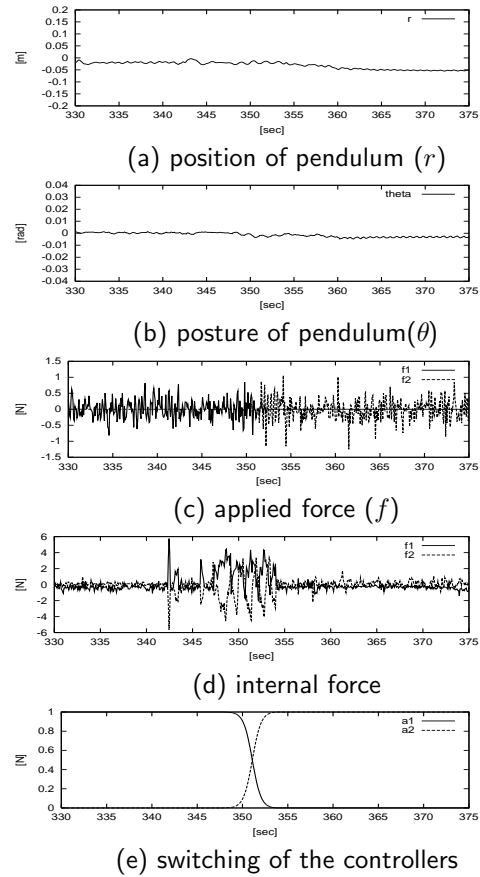 0.2
0.15
0.1
0.05
0
-0.05
-0.1
-0.15
-0.2
[m]
r
330 335 340 345 350 355 360 365 370 375
[sec]
(a) position of pendulum (r)
0.04
0.03
0.02
0.01
0
-0.01
-0.02
-0.03
-0.04
[rad]
theta
330 335 340 345 350 355 360 365 370 375
[sec]
(b) posture of pendulum(θ)
1.5
1
0.5
0
-0.5
-1
-1.5
[N]
f1
f2
330 335 340 345 350 355 360 365 370 375
[sec]
(c) applied force (f)
6
4
2
0
-2
-4
-6
[N]
f1
f2
330 335 340 345 350 355 360 365 370 375
[sec]
(d) internal force
1
0.8
0.6
0.4
0.2
0
[N]
a1
a2
330 335 340 345 350 355 360 365 370 375
[sec]
(e) switching of the controllers